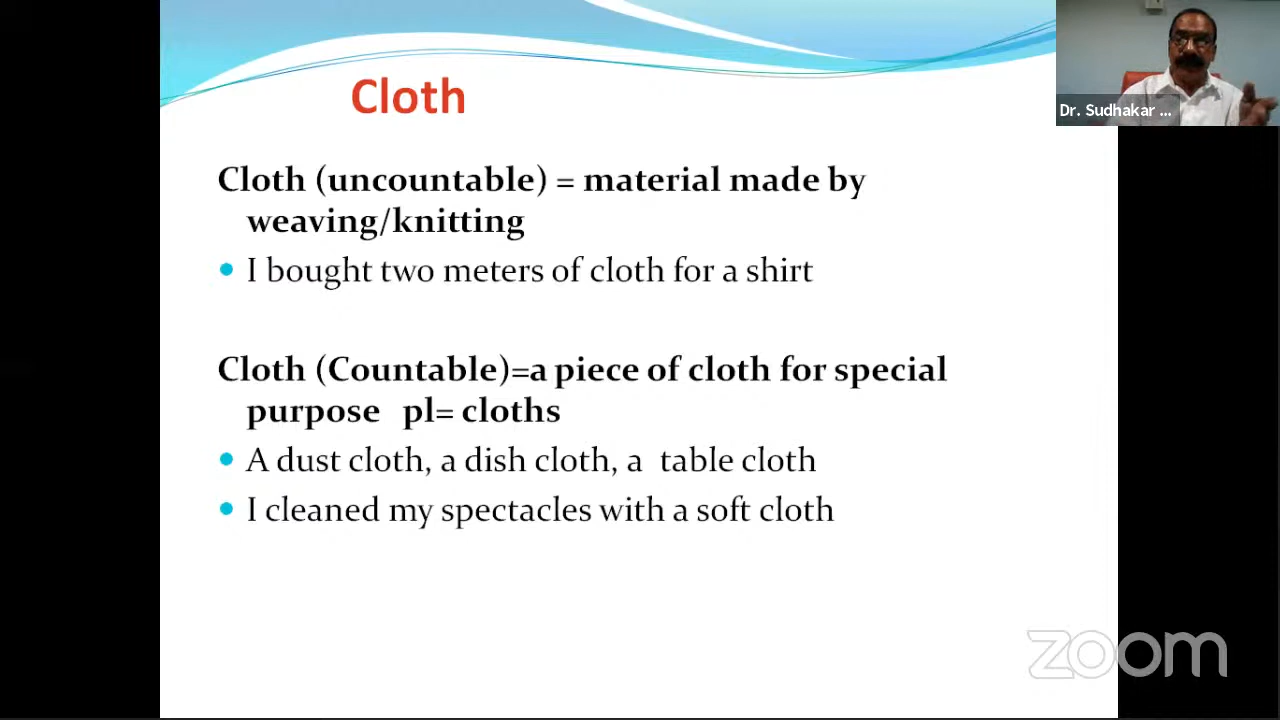 Cloth
Dr. Sudhakar ...
Cloth (uncountable) = material made by
weaving/knitting
I bought two meters of cloth for a shirt
Cloth (Countable)=a piece of cloth for special
purpose pl= cloths
A dust cloth, a dish cloth, a table cloth
I cleaned my spectacles with a soft cloth
zoom